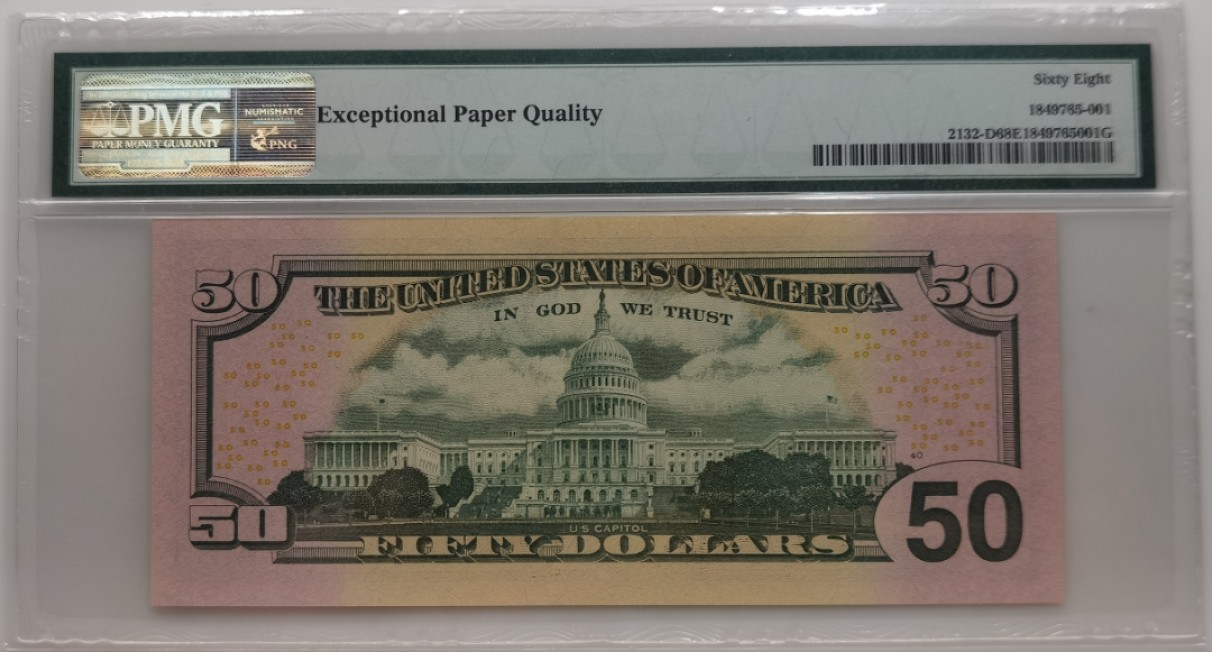 Sixty Eight
PMG
PAPER MONEY GUARANTY
NUMISMATIC
PNG
Exceptional Paper Quality
1849765-001
2132-D68E1849765001G
50
THE UNITED STATES OF AMERICA
50
IN GOD WE TRUST
40
50
50
U S CAPITOL
FIFTY DOLLARS